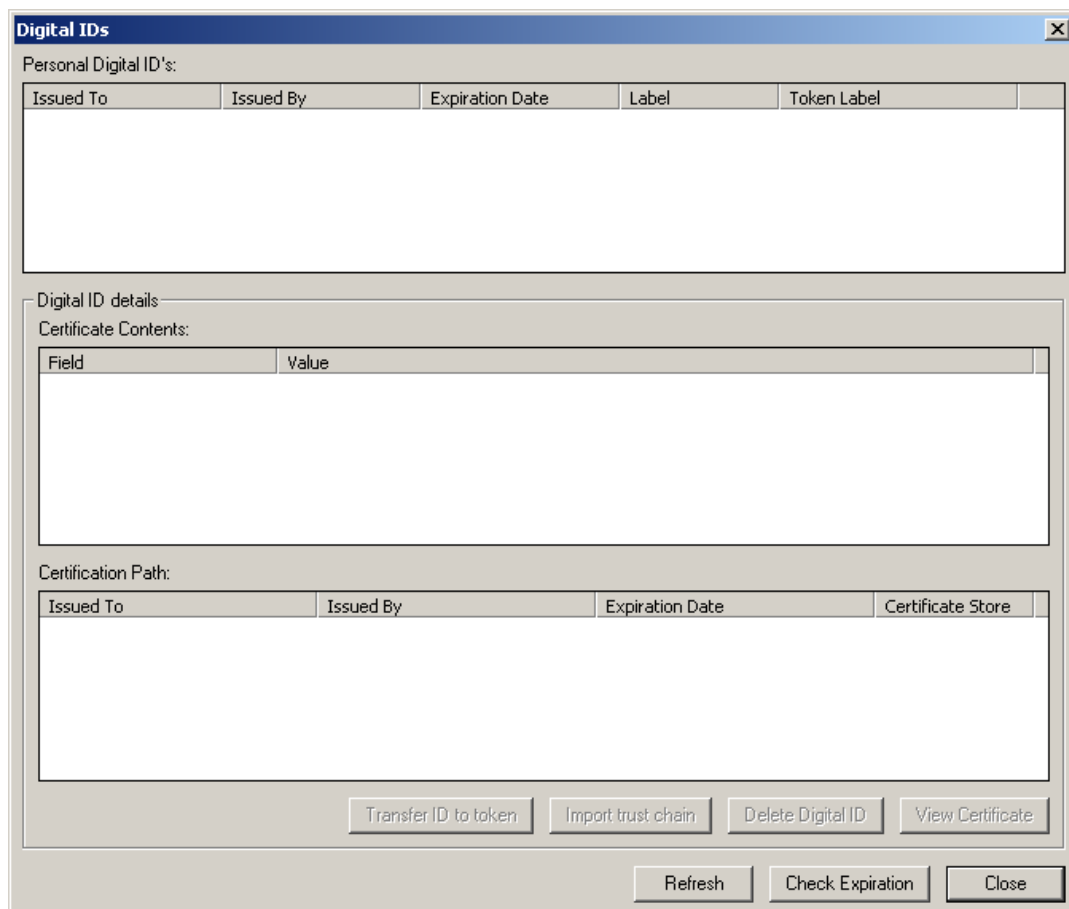 Digital IDs
Personal Digital ID's:
Issued To Issued By Expiration Date Label Token Label
Digital ID details
Certificate Contents:
Field Value
Certification Path:
Issued To Issued By Expiration Date Certificate Store
Transfer ID to token Import trust chain Delete Digital ID View Certificate
Refresh Check Expiration Close